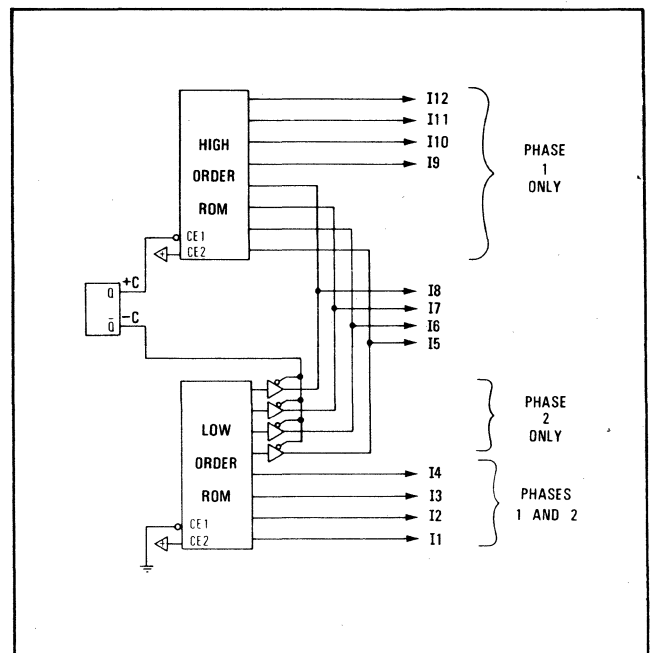 I12
I11
I10
I9
PHASE
1
ONLY
HIGH
ORDER
ROM
CE1
CE2
+
+C
Q
−C
Q̄
I8
I7
I6
I5
PHASE
2
ONLY
LOW
ORDER
ROM
I4
I3
I2
I1
PHASES
1 AND 2
CE1
CE2
+